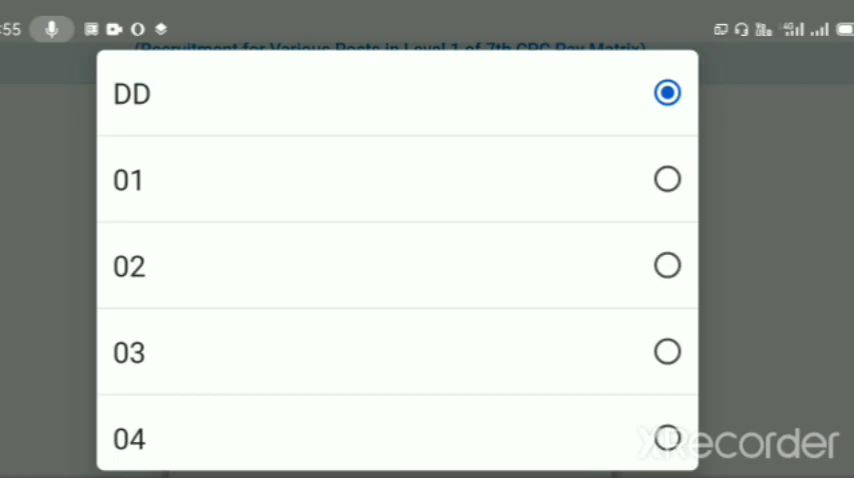 :55
(Recruitment for Various Posts in Level 1 of 7th CPC Pay Matrix)
DD
01
02
03
04
XRecorder